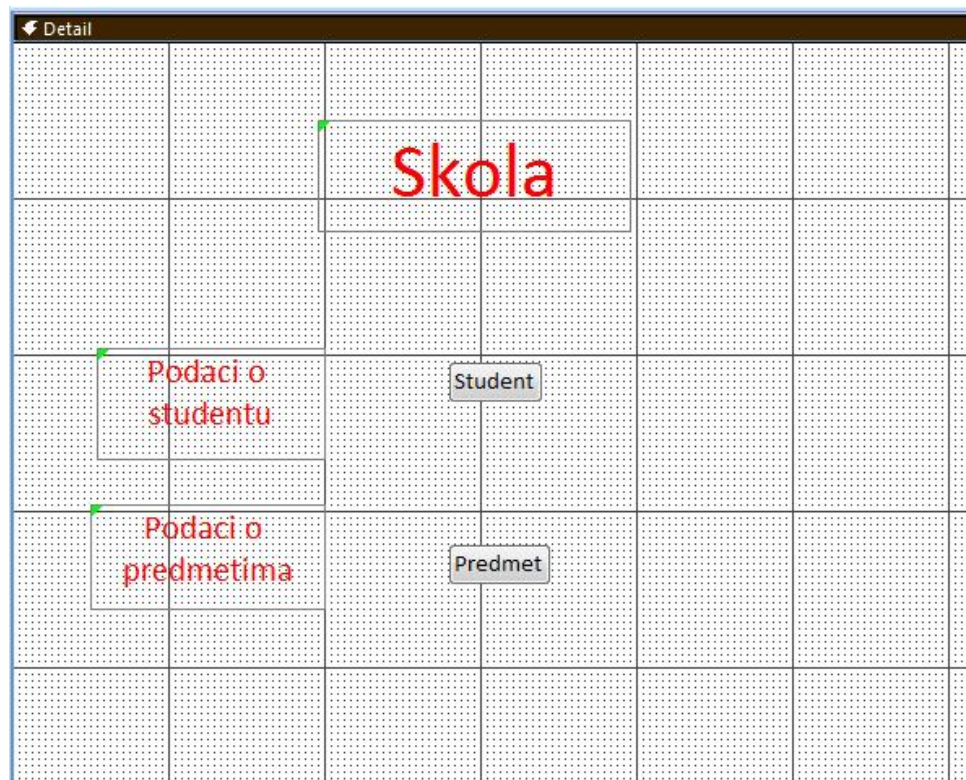 Detail
Skola
Podaci o
studentu
Student
Podaci o
predmetima
Predmet